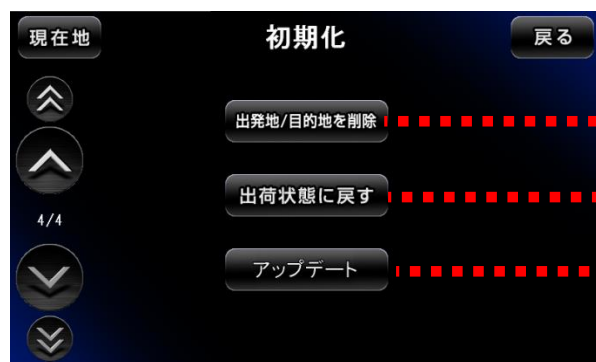 現在地
初期化
戻る
出発地/目的地を削除
出荷状態に戻す
4/4
アップデート